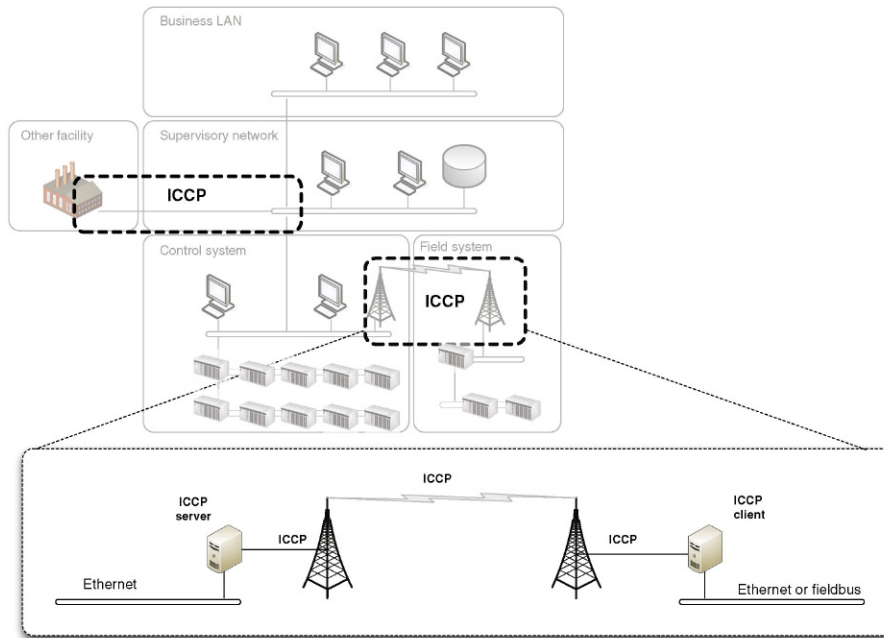 Business LAN
Other facility
Supervisory network
ICCP
Control system
Field system
ICCP
ICCP
ICCP
server
ICCP
client
ICCP
ICCP
Ethernet
Ethernet or fieldbus